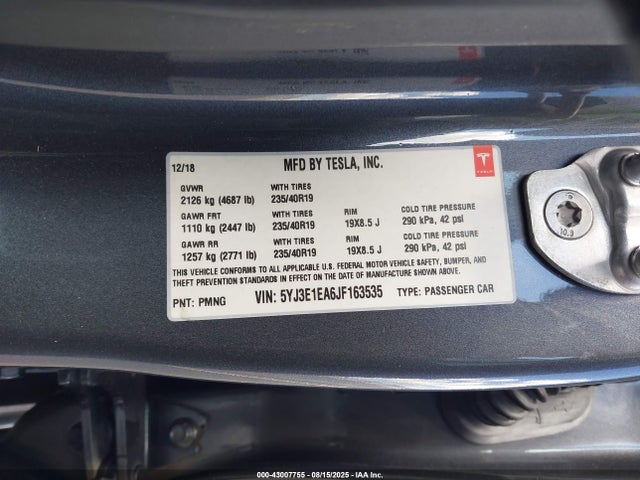 12/18 MFD BY TESLA, INC.
TESLA
GVWR WITH TIRES
2126 kg (4687 lb) 235/40R19
GAWR FRT WITH TIRES RIM COLD TIRE PRESSURE
1110 kg (2447 lb) 235/40R19 19X8.5 J 290 kPa, 42 psi
GAWR RR WITH TIRES RIM COLD TIRE PRESSURE
1257 kg (2771 lb) 235/40R19 19X8.5 J 290 kPa, 42 psi
THIS VEHICLE CONFORMS TO ALL APPLICABLE U.S. FEDERAL MOTOR VEHICLE SAFETY, BUMPER, AND
THEFT PREVENTION STANDARDS IN EFFECT ON THE DATE OF MANUFACTURE SHOWN ABOVE.
PNT: PMNG VIN: 5YJ3E1EA6JF163535 TYPE: PASSENGER CAR
10.9
000-43007755 - 08/15/2025 - IAA Inc.